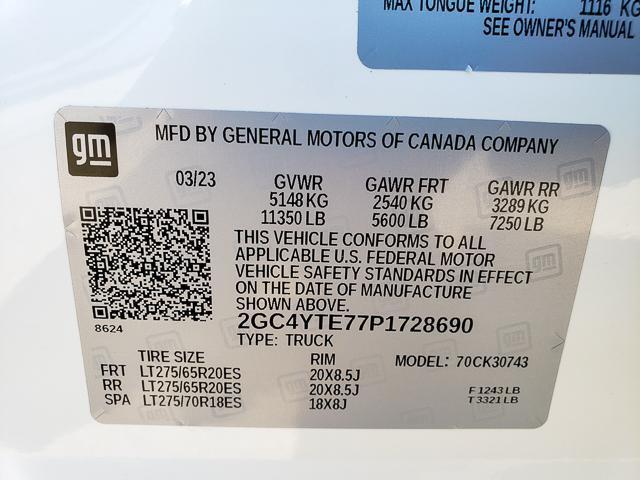 MAX TONGUE WEIGHT: 1116 KG
SEE OWNER'S MANUAL
gm
MFD BY GENERAL MOTORS OF CANADA COMPANY
03/23
GVWR
5148 KG
11350 LB
GAWR FRT
2540 KG
5600 LB
GAWR RR
3289 KG
7250 LB
THIS VEHICLE CONFORMS TO ALL
APPLICABLE U.S. FEDERAL MOTOR
VEHICLE SAFETY STANDARDS IN EFFECT
ON THE DATE OF MANUFACTURE
SHOWN ABOVE.
8624
2GC4YTE77P1728690
TYPE: TRUCK
TIRE SIZE RIM MODEL: 70CK30743
FRT LT275/65R20ES 20X8.5J
RR LT275/65R20ES 20X8.5J F 1243 LB
SPA LT275/70R18ES 18X8J T 3321 LB